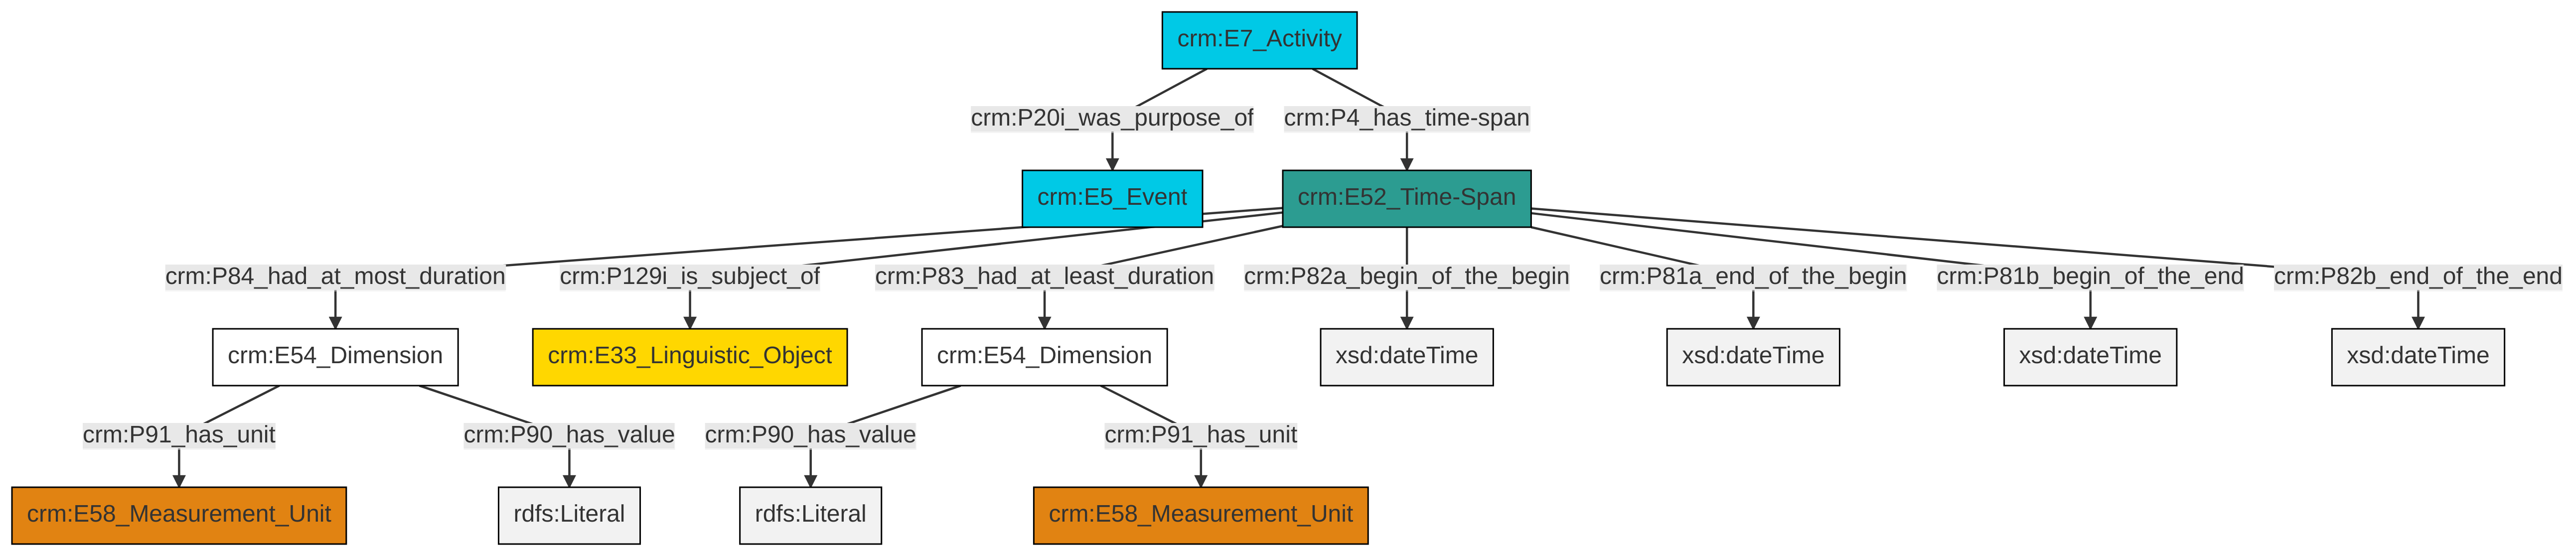 crm:E7_Activity
crm:P20i_was_purpose_of
crm:P4_has_time-span
crm:E5_Event
crm:E52_Time-Span
crm:P84_had_at_most_duration
crm:P129i_is_subject_of
crm:P83_had_at_least_duration
crm:P82a_begin_of_the_begin
crm:P81a_end_of_the_begin
crm:P81b_begin_of_the_end
crm:P82b_end_of_the_end
crm:E54_Dimension
crm:E33_Linguistic_Object
crm:E54_Dimension
xsd:dateTime
xsd:dateTime
xsd:dateTime
xsd:dateTime
crm:P91_has_unit
crm:P90_has_value
crm:P90_has_value
crm:P91_has_unit
crm:E58_Measurement_Unit
rdfs:Literal
rdfs:Literal
crm:E58_Measurement_Unit